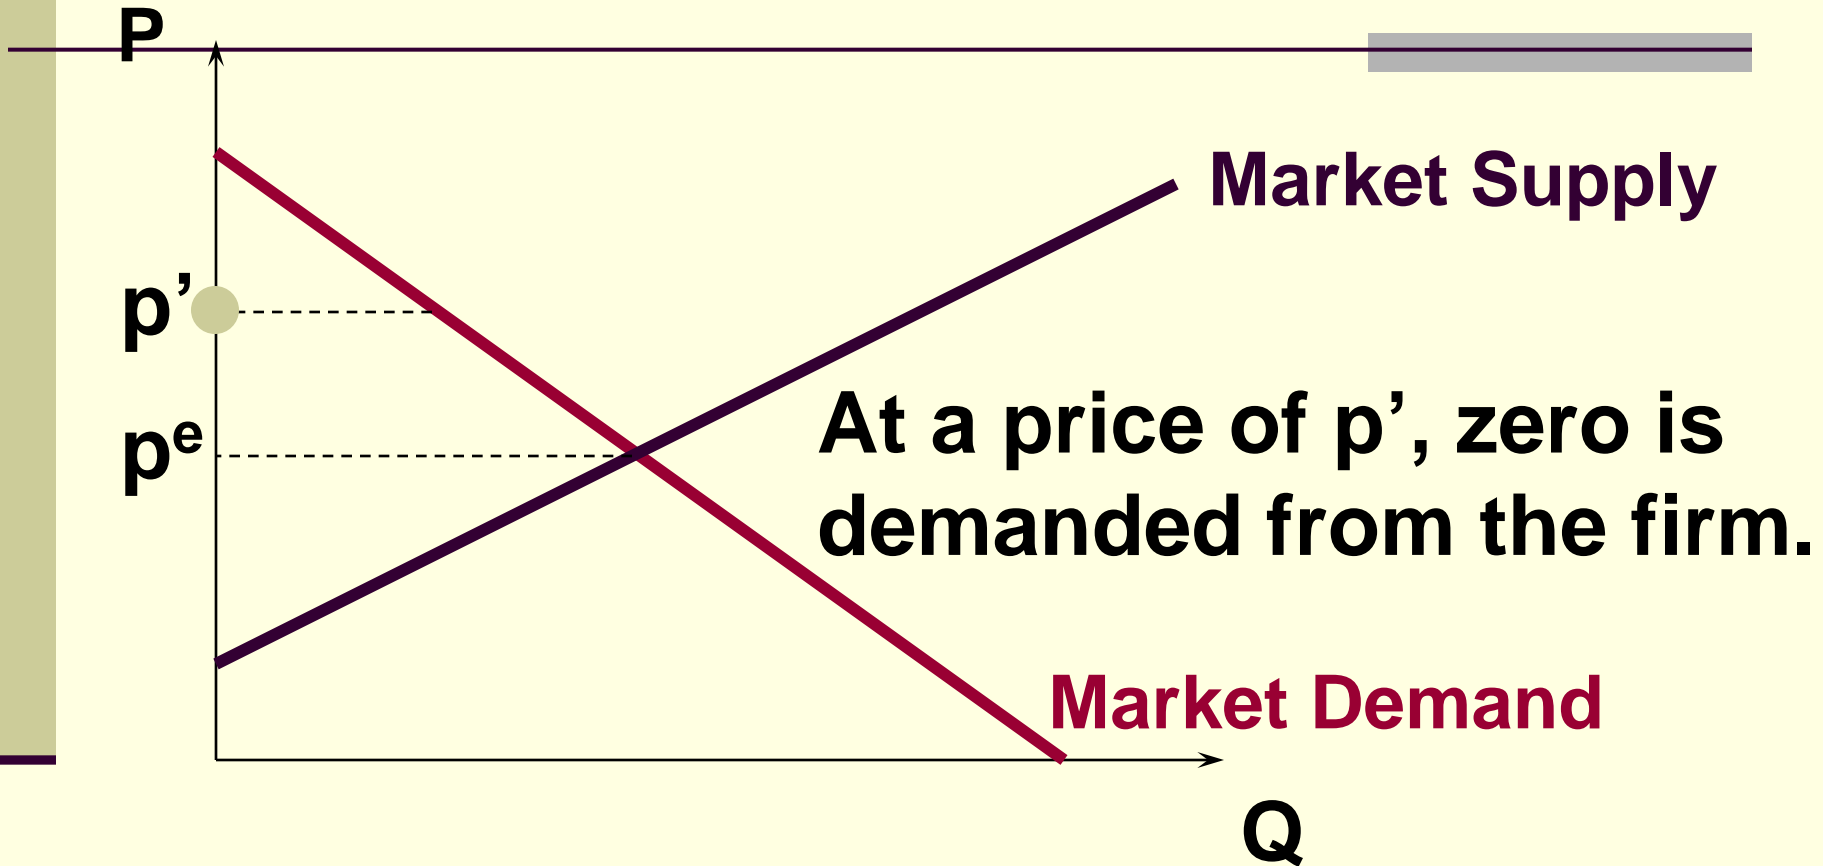 P
Market Supply
p’
pe
At a price of p’, zero is
demanded from the firm.
Market Demand
Q